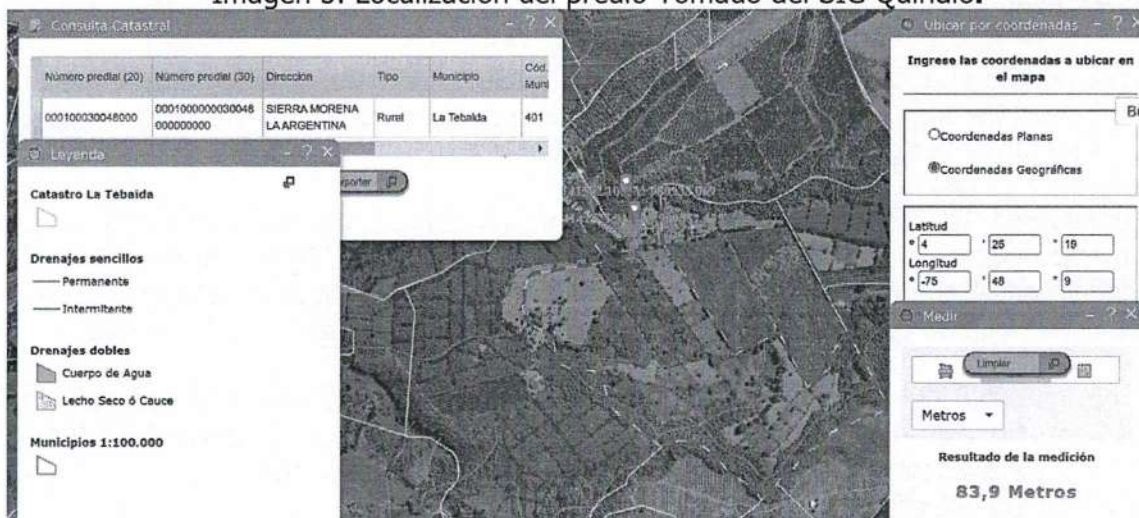 Imagen 3. Localización del predio Tomado del SIG Quindío.
Consulta Catastral
Número predial (20) Número predial (30) Dirección Tipo Municipio Cód. Muni
000100030048000 0001000000030048 000000000 SIERRA MORENA LA ARGENTINA Rural La Tebaida 401
Leyenda
Catastro La Tebaida
Drenajes sencillos
Permanente
Intermitente
Drenajes dobles
Cuerpo de Agua
Lecho Seco ó Cauce
Municipios 1:100.000
Ubicar por coordenadas
Ingrese las coordenadas a ubicar en
el mapa
Coordenadas Planas
Coordenadas Geográficas
Latitud
° 4 ' 25 " 19
Longitud
° -75 ' 48 " 9
Medir
Limpiar
Metros
Resultado de la medición
83,9 Metros